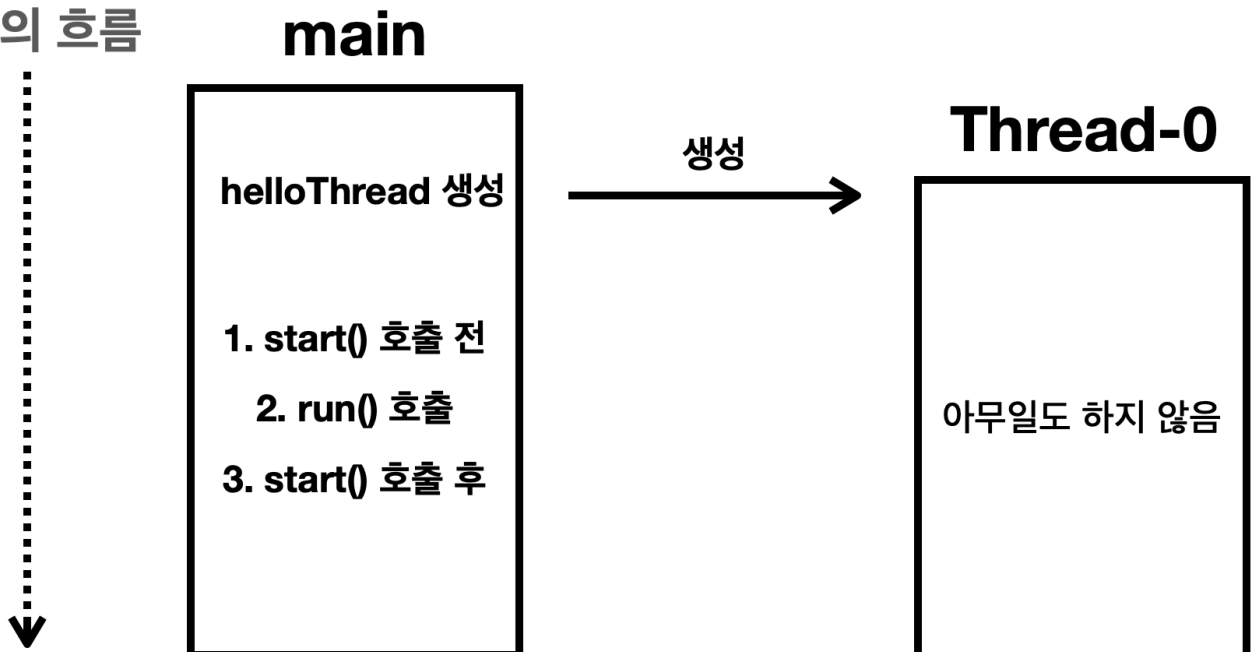 의 흐름
main
Thread-0
생성
helloThread 생성
1. start() 호출 전
2. run() 호출
3. start() 호출 후
아무일도 하지 않음